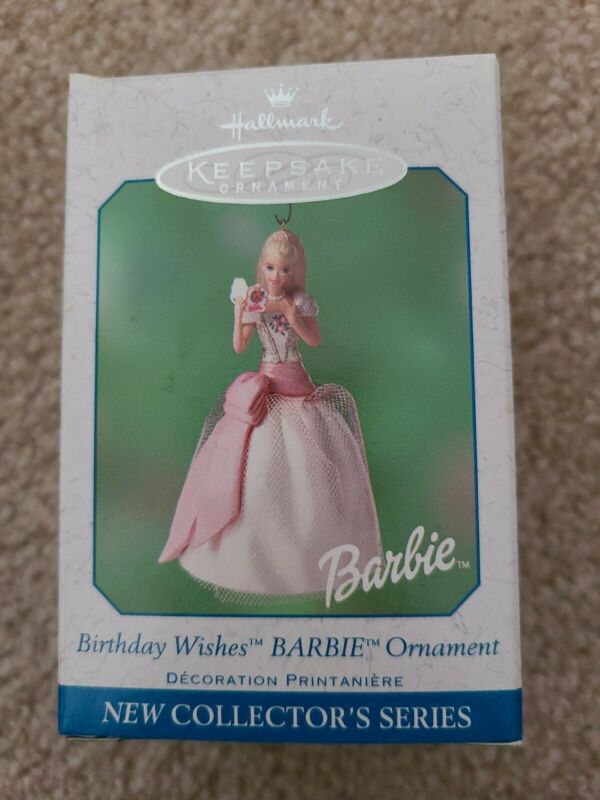 Hallmark
KEEPSAKE
ORNAMENT
Barbie™
Birthday Wishes™ BARBIE™ Ornament
DÉCORATION PRINTANIÈRE
NEW COLLECTOR'S SERIES